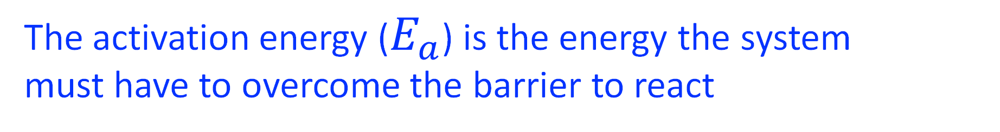 The activation energy (Eₐ) is the energy the system
must have to overcome the barrier to react